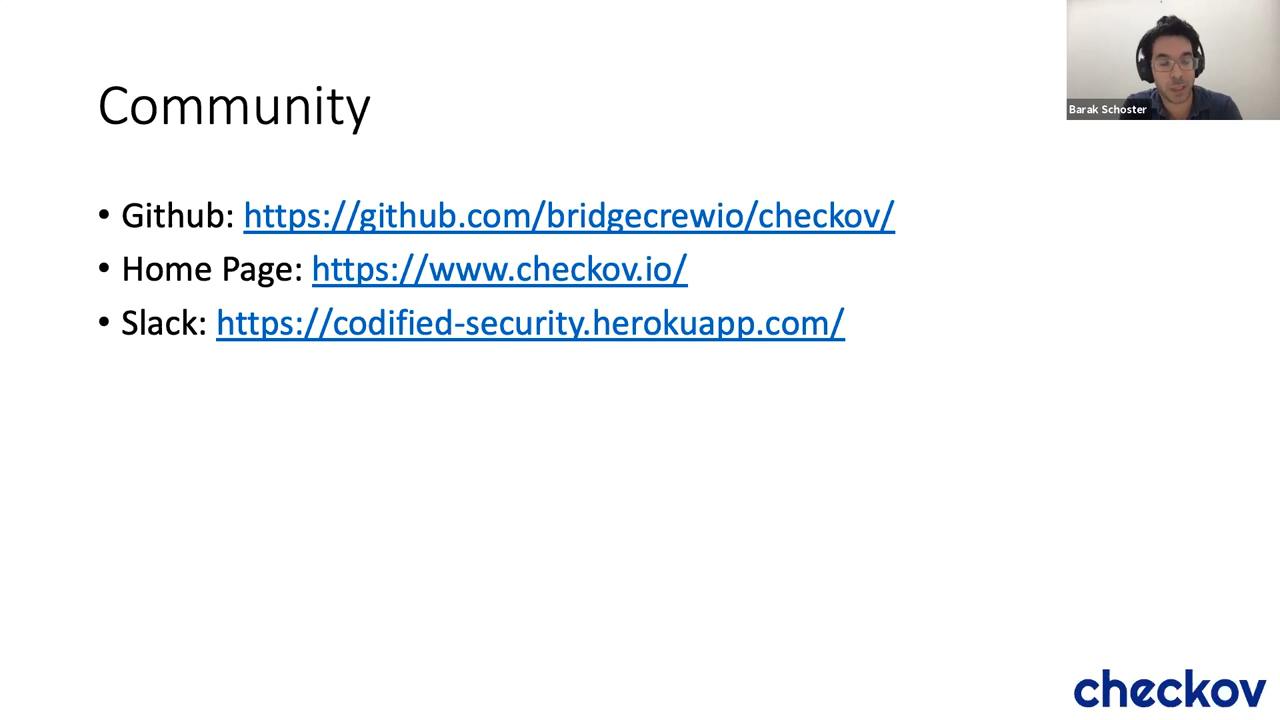 Community
Barak Schoster
• Github: https://github.com/bridgecrewio/checkov/
• Home Page: https://www.checkov.io/
• Slack: https://codified-security.herokuapp.com/
checkov